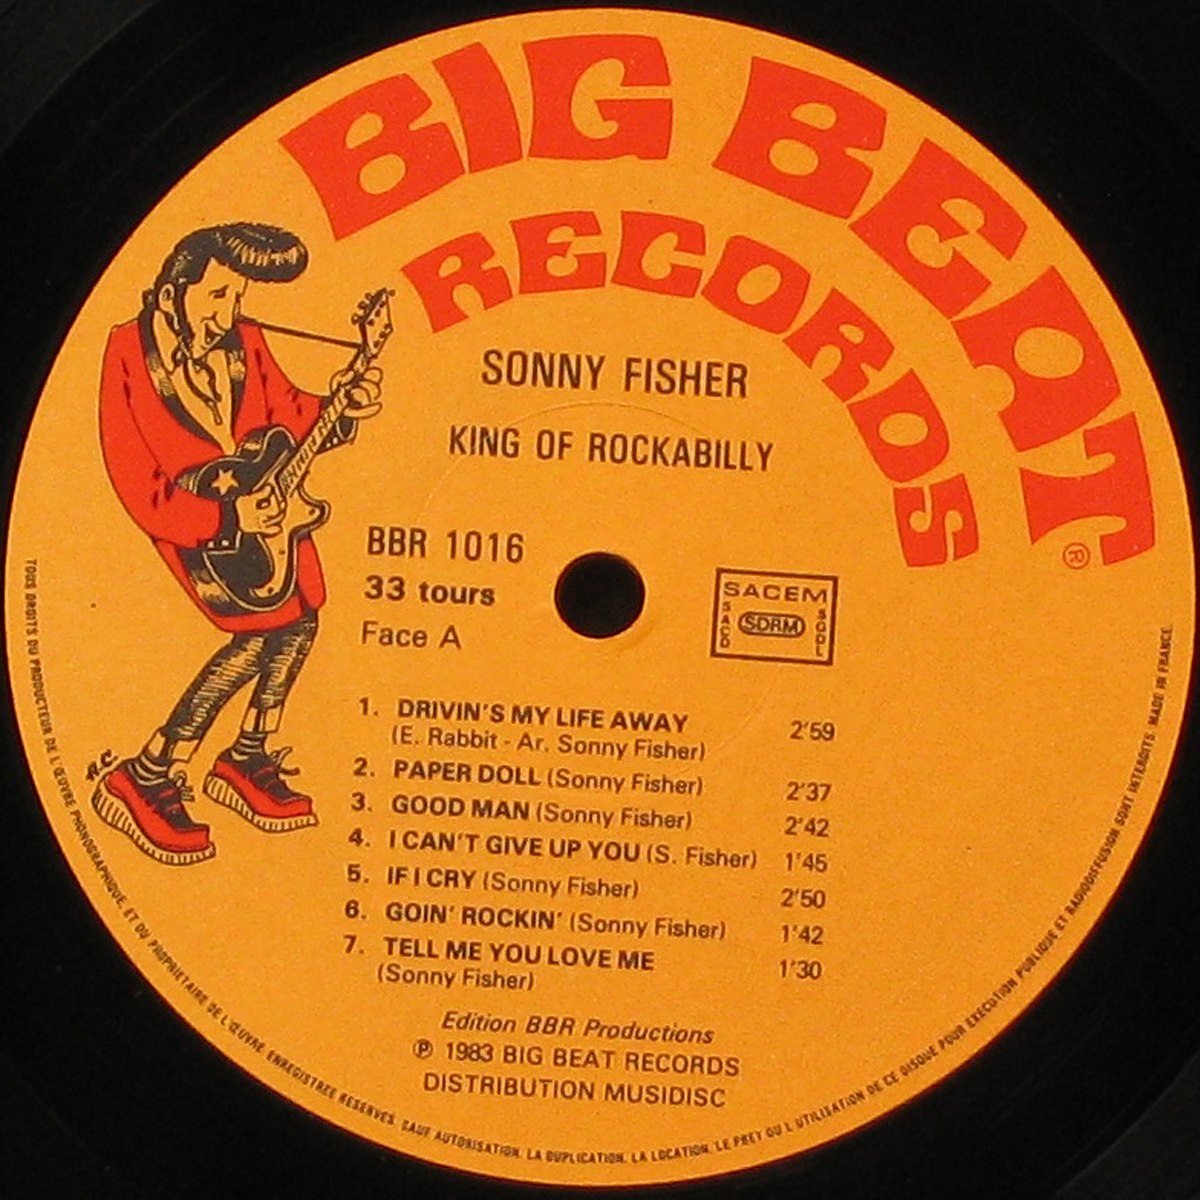 BIG BEAT
RECORDS
®
SONNY FISHER
KING OF ROCKABILLY
BBR 1016
33 tours
Face A
SACEM
SACD
SDRM
SGDL
1. DRIVIN'S MY LIFE AWAY 2'59
(E. Rabbit - Ar. Sonny Fisher)
2. PAPER DOLL (Sonny Fisher) 2'37
3. GOOD MAN (Sonny Fisher) 2'42
4. I CAN'T GIVE UP YOU (S. Fisher) 1'45
5. IF I CRY (Sonny Fisher) 2'50
6. GOIN' ROCKIN' (Sonny Fisher) 1'42
7. TELL ME YOU LOVE ME 1'30
(Sonny Fisher)
A.C.
Edition BBR Productions
℗ 1983 BIG BEAT RECORDS
DISTRIBUTION MUSIDISC
TOUS DROITS DU PRODUCTEUR DE L'ŒUVRE PHONOGRAPHIQUE, ET DU PROPRIETAIRE DE L'ŒUVRE ENREGISTREE RESERVES. SAUF AUTORISATION, LA DUPLICATION, LA LOCATION, LE PRET OU L'UTILISATION DE CE DISQUE POUR EXECUTION PUBLIQUE ET RADIODIFFUSION SONT INTERDITS. MADE IN FRANCE.